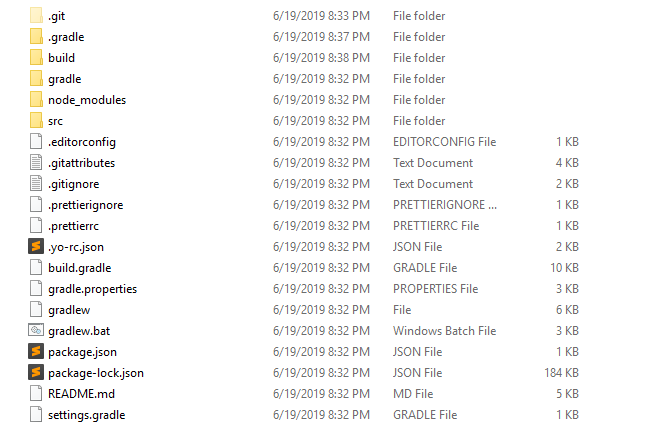 .git 6/19/2019 8:33 PM File folder
.gradle 6/19/2019 8:37 PM File folder
build 6/19/2019 8:38 PM File folder
gradle 6/19/2019 8:32 PM File folder
node_modules 6/19/2019 8:32 PM File folder
src 6/19/2019 8:32 PM File folder
.editorconfig 6/19/2019 8:32 PM EDITORCONFIG File 1 KB
.gitattributes 6/19/2019 8:32 PM Text Document 4 KB
.gitignore 6/19/2019 8:32 PM Text Document 2 KB
.prettierignore 6/19/2019 8:32 PM PRETTIERIGNORE ... 1 KB
.prettierrc 6/19/2019 8:32 PM PRETTIERRC File 1 KB
.yo-rc.json 6/19/2019 8:32 PM JSON File 2 KB
build.gradle 6/19/2019 8:32 PM GRADLE File 10 KB
gradle.properties 6/19/2019 8:32 PM PROPERTIES File 3 KB
gradlew 6/19/2019 8:32 PM File 6 KB
gradlew.bat 6/19/2019 8:32 PM Windows Batch File 3 KB
package.json 6/19/2019 8:32 PM JSON File 1 KB
package-lock.json 6/19/2019 8:32 PM JSON File 184 KB
README.md 6/19/2019 8:32 PM MD File 5 KB
settings.gradle 6/19/2019 8:32 PM GRADLE File 1 KB